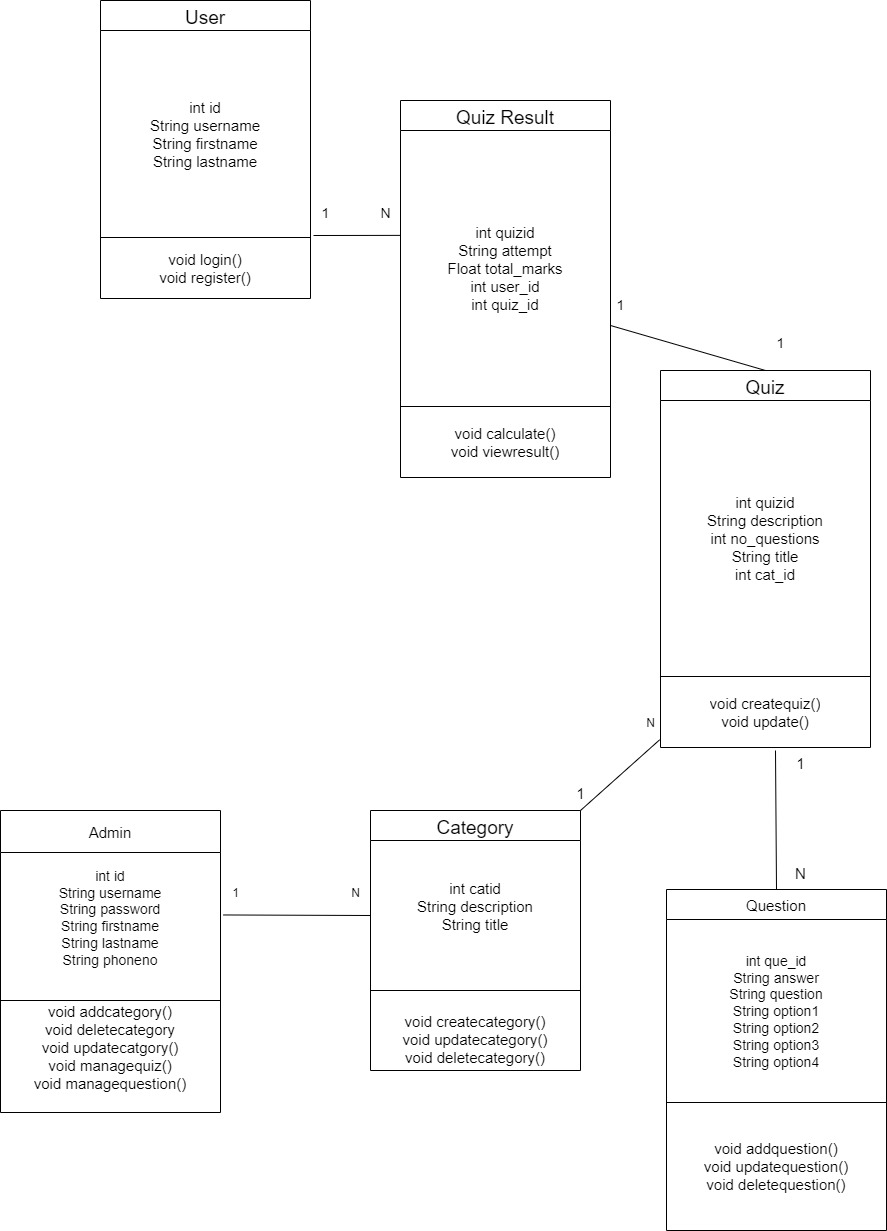 User
int id
String username
String firstname
String lastname
void login()
void register()
1
N
Quiz Result
int quizid
String attempt
Float total_marks
int user_id
int quiz_id
void calculate()
void viewresult()
1
1
Quiz
int quizid
String description
int no_questions
String title
int cat_id
void createquiz()
void update()
N
1
1
N
Admin
int id
String username
String password
String firstname
String lastname
String phoneno
void addcategory()
void deletecategory
void updatecatgory()
void managequiz()
void managequestion()
1
N
Category
int catid
String description
String title
void createcategory()
void updatecategory()
void deletecategory()
Question
int que_id
String answer
String question
String option1
String option2
String option3
String option4
void addquestion()
void updatequestion()
void deletequestion()